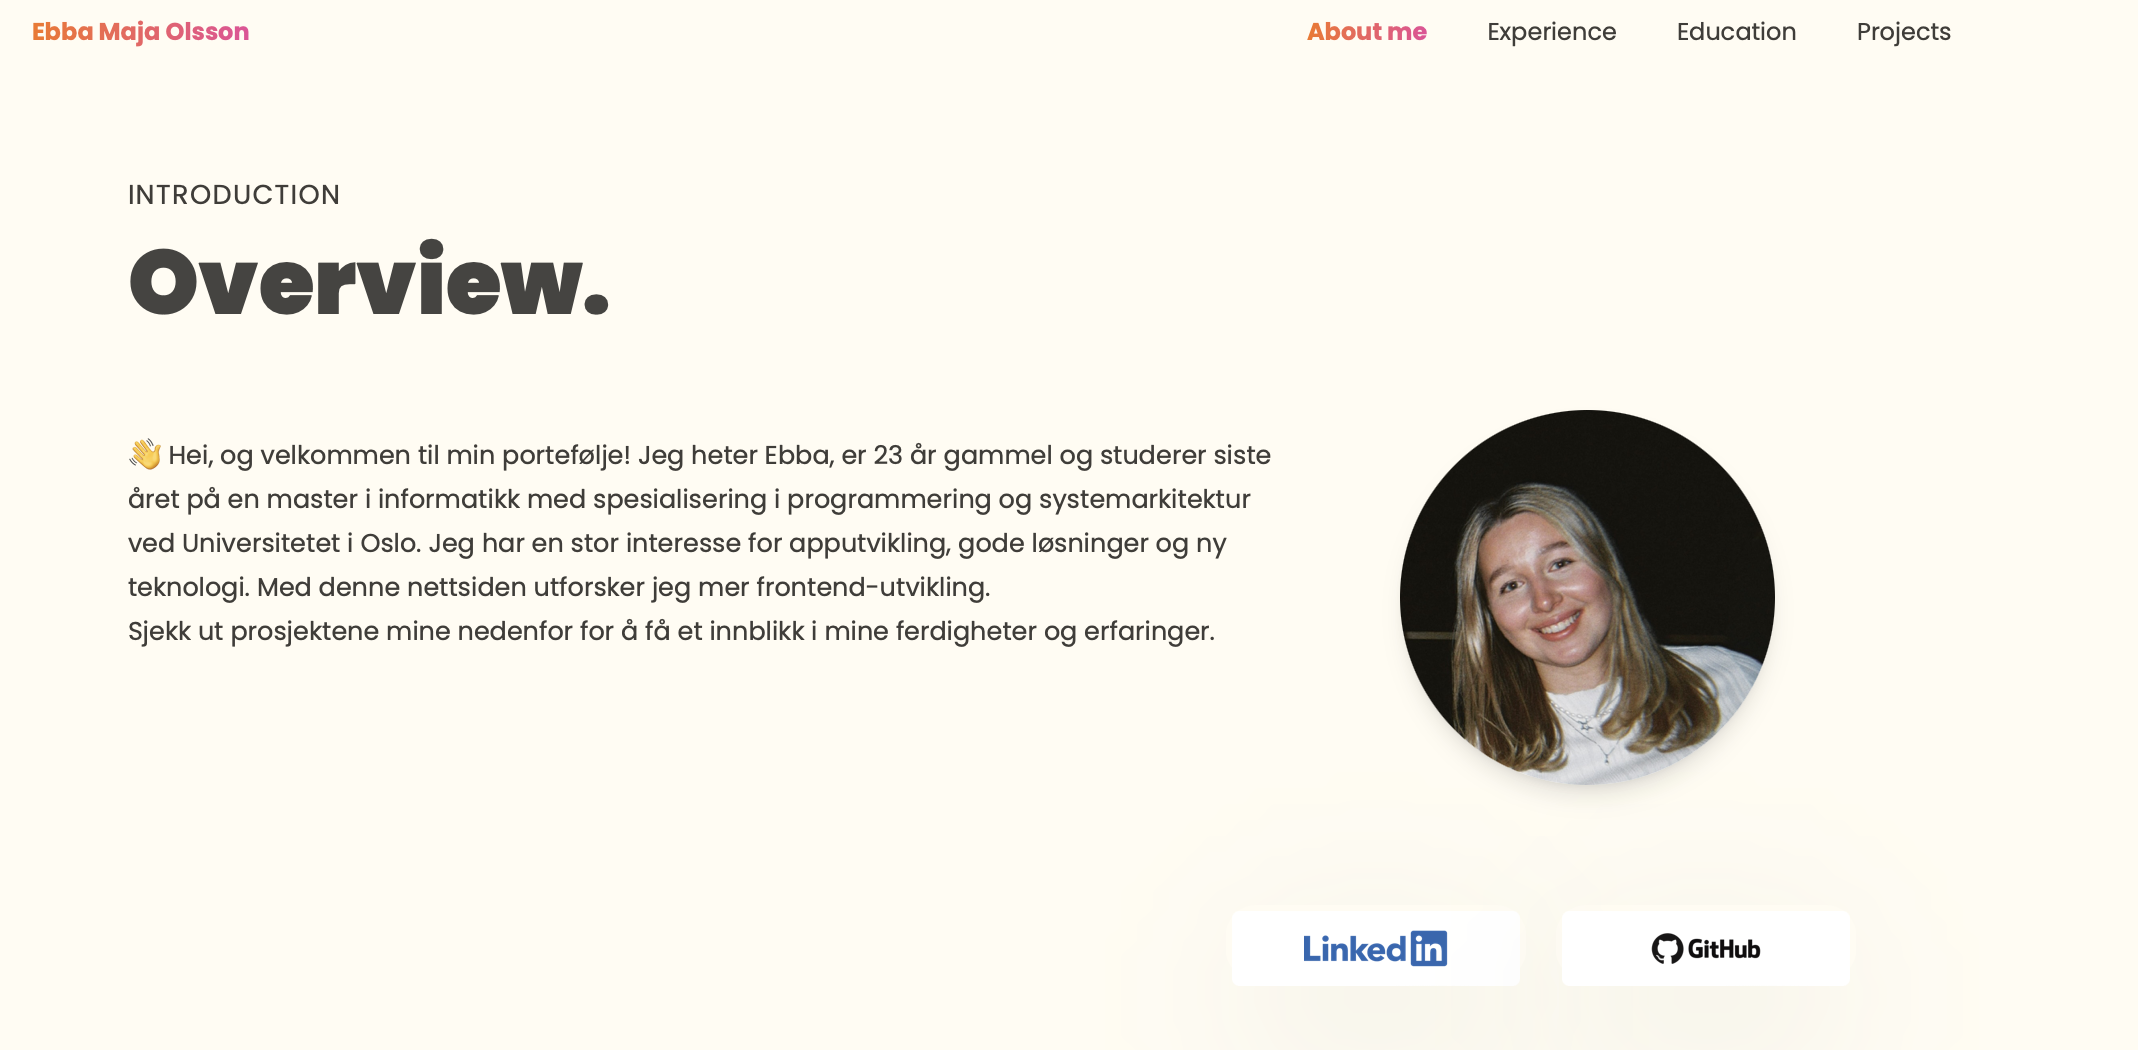 Ebba Maja Olsson
About me
Experience
Education
Projects
INTRODUCTION
Overview.
👋 Hei, og velkommen til min portefølje! Jeg heter Ebba, er 23 år gammel og studerer siste
året på en master i informatikk med spesialisering i programmering og systemarkitektur
ved Universitetet i Oslo. Jeg har en stor interesse for apputvikling, gode løsninger og ny
teknologi. Med denne nettsiden utforsker jeg mer frontend-utvikling.
Sjekk ut prosjektene mine nedenfor for å få et innblikk i mine ferdigheter og erfaringer.
Linkedin
GitHub